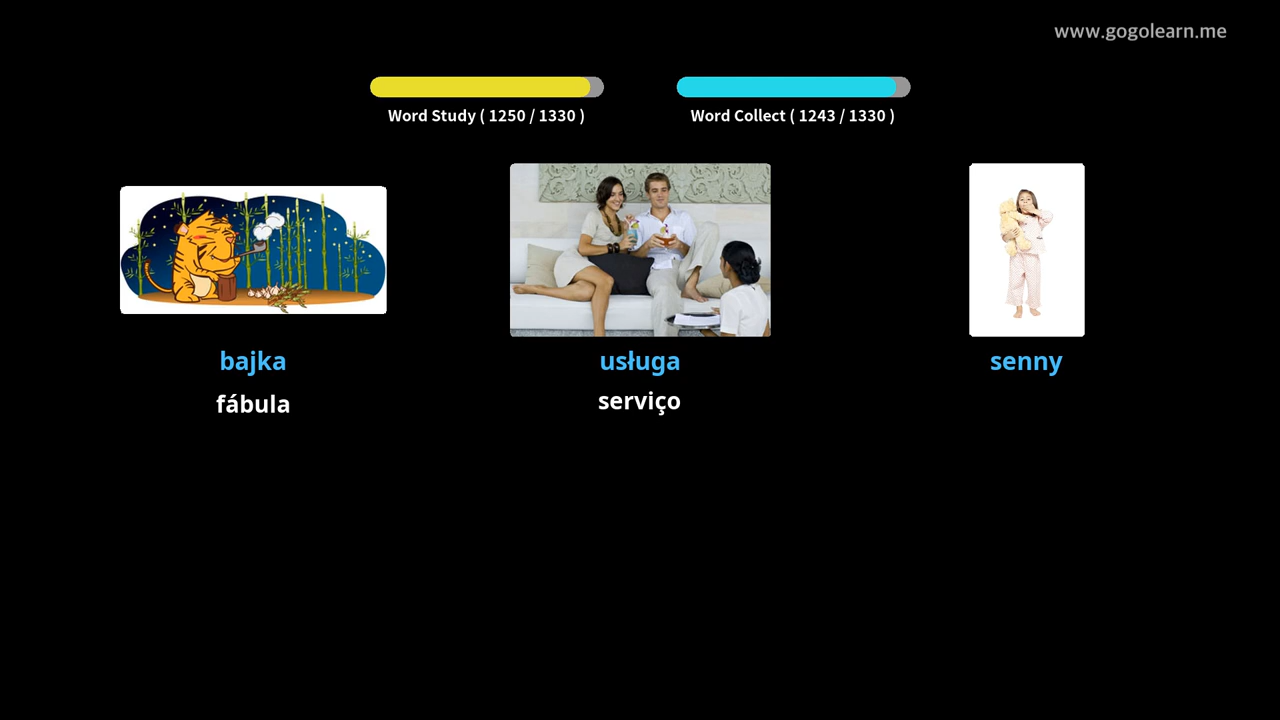 www.gogolearn.me
Word Study ( 1250 / 1330 )
Word Collect ( 1243 / 1330 )
bajka
usługa
senny
fábula
serviço